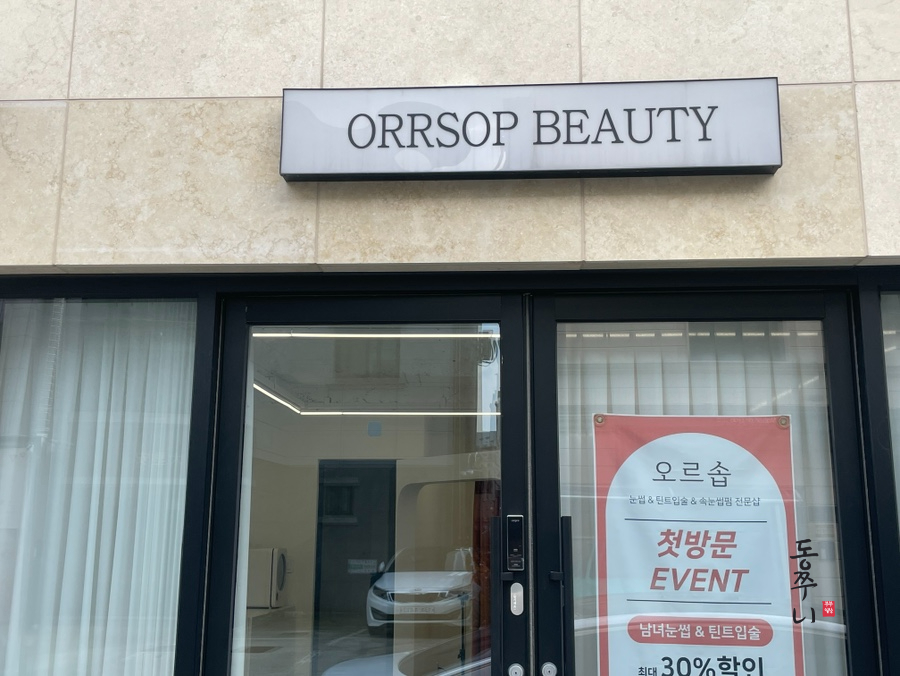 ORRSOP BEAUTY
오르솝
눈썹 & 틴트입술 & 속눈썹펌 전문샵
첫방문
EVENT
남녀눈썹 & 틴트입술
최대 30%할인
동쭈니